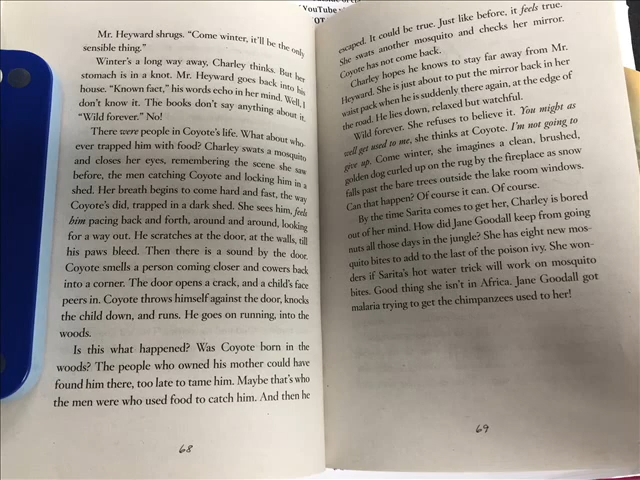 Mr. Heyward shrugs. “Come winter, it’ll be the only
sensible thing.”
Winter’s a long way away, Charley thinks. But her
stomach is in a knot. Mr. Heyward goes back into his
house. “Known fact,” his words echo in her mind. Well, I
don’t know it. The books don’t say anything about it.
“Wild forever.” No!
There were people in Coyote’s life. What about who-
ever trapped him with food? Charley swats a mosquito
and closes her eyes, remembering the scene she saw
before, the men catching Coyote and locking him in a
shed. Her breath begins to come hard and fast, the way
Coyote’s did, trapped in a dark shed. She sees him, feels
him pacing back and forth, around and around, looking
for a way out. He scratches at the door, at the walls, till
his paws bleed. Then there is a sound by the door.
Coyote smells a person coming closer and cowers back
into a corner. The door opens a crack, and a child’s face
peers in. Coyote throws himself against the door, knocks
the child down, and runs. He goes on running, into the
woods.
Is this what happened? Was Coyote born in the
woods? The people who owned his mother could have
found him there, too late to tame him. Maybe that’s who
the men were who used food to catch him. And then he
68
YouTube
OT
escaped. It could be true. Just like before, it feels true.
She swats another mosquito and checks her mirror.
Coyote has not come back.
Charley hopes he knows to stay far away from Mr.
Heyward. She is just about to put the mirror back in her
waist pack when he is suddenly there again, at the edge of
the road. He lies down, relaxed but watchful.
Wild forever. She refuses to believe it. You might as
well get used to me, she thinks at Coyote. I’m not going to
give up. Come winter, she imagines a clean, brushed,
golden dog curled up on the rug by the fireplace as snow
falls past the bare trees outside the lake room windows.
Can that happen? Of course it can. Of course.
By the time Sarita comes to get her, Charley is bored
out of her mind. How did Jane Goodall keep from going
nuts all those days in the jungle? She has eight new mos-
quito bites to add to the last of the poison ivy. She won-
ders if Sarita’s hot water trick will work on mosquito
bites. Good thing she isn’t in Africa. Jane Goodall got
malaria trying to get the chimpanzees used to her!
69